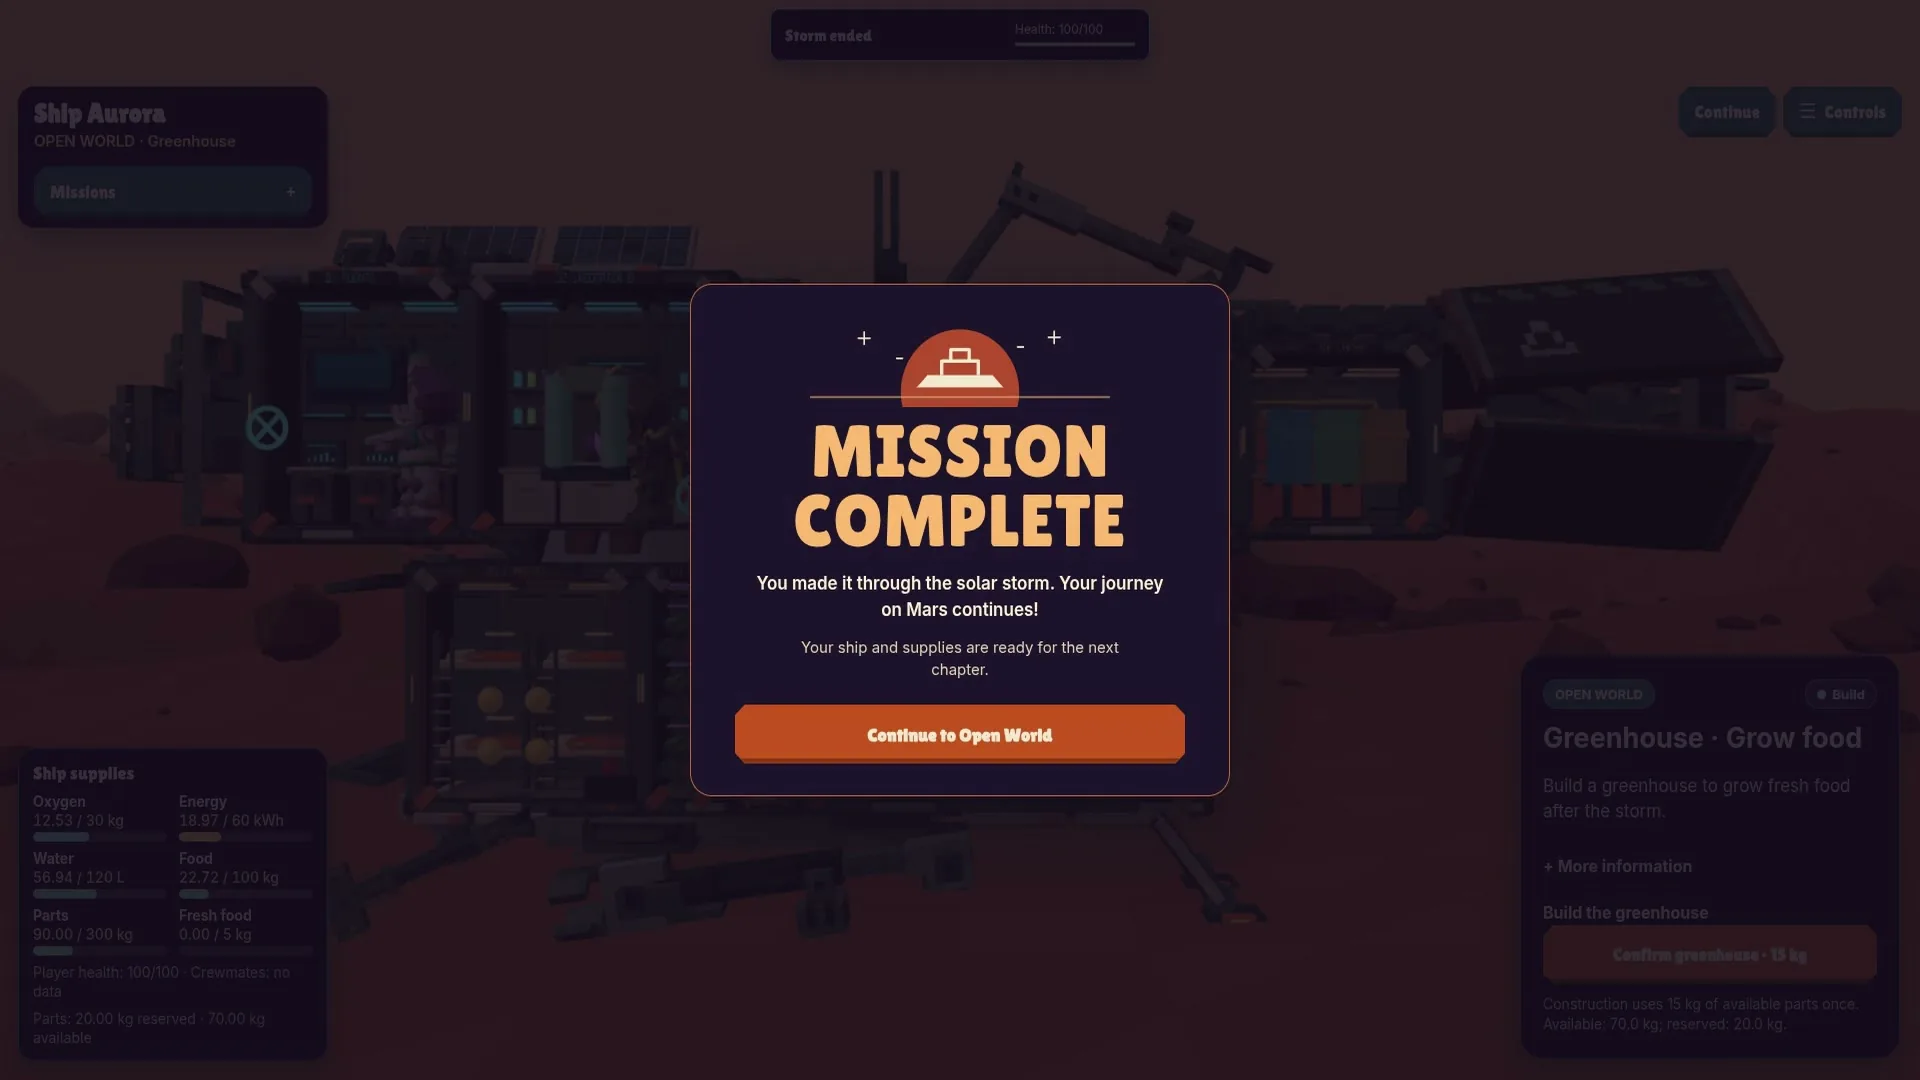 Storm ended
Health: 100/100
Ship Aurora
OPEN WORLD · Greenhouse
Missions +
Continue
☰ Controls
MISSION
COMPLETE
You made it through the solar storm. Your journey
on Mars continues!
Your ship and supplies are ready for the next
chapter.
Continue to Open World
Ship supplies
Oxygen
12.53 / 30 kg
Energy
18.97 / 60 kWh
Water
56.94 / 120 L
Food
22.72 / 100 kg
Parts
90.00 / 300 kg
Fresh food
0.00 / 5 kg
Player health: 100/100 · Crewmates: no
data
Parts: 20.00 kg reserved · 70.00 kg
available
OPEN WORLD
Build
Greenhouse · Grow food
Build a greenhouse to grow fresh food
after the storm.
+ More information
Build the greenhouse
Confirm greenhouse · 15 kg
Construction uses 15 kg of available parts once.
Available: 70.0 kg; reserved: 20.0 kg.